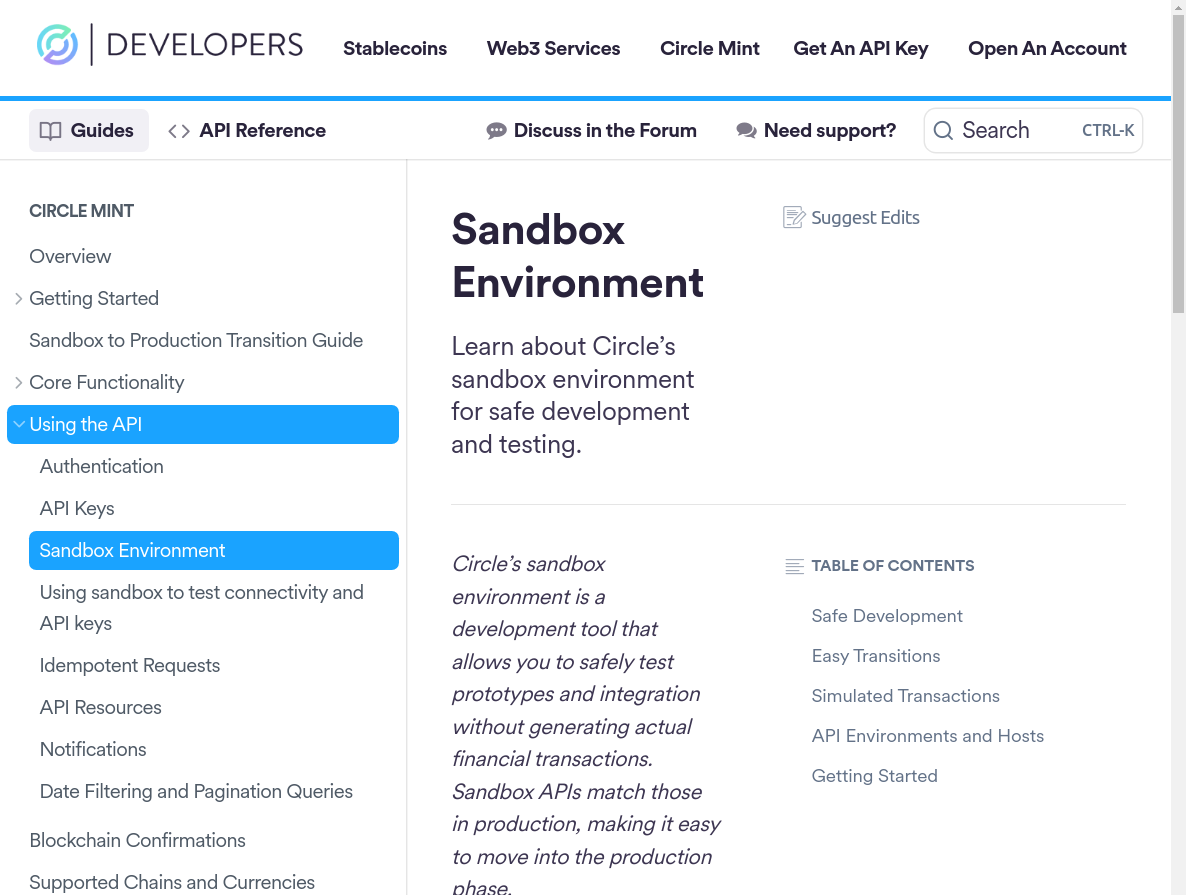 DEVELOPERS
Stablecoins
Web3 Services
Circle Mint
Get An API Key
Open An Account
Guides
API Reference
Discuss in the Forum
Need support?
Search
CTRL-K
CIRCLE MINT
Overview
Getting Started
Sandbox to Production Transition Guide
Core Functionality
Using the API
Authentication
API Keys
Sandbox Environment
Using sandbox to test connectivity and
API keys
Idempotent Requests
API Resources
Notifications
Date Filtering and Pagination Queries
Blockchain Confirmations
Supported Chains and Currencies
Sandbox
Environment
Suggest Edits
Learn about Circle’s
sandbox environment
for safe development
and testing.
Circle’s sandbox
environment is a
development tool that
allows you to safely test
prototypes and integration
without generating actual
financial transactions.
Sandbox APIs match those
in production, making it easy
to move into the production
phase.
TABLE OF CONTENTS
Safe Development
Easy Transitions
Simulated Transactions
API Environments and Hosts
Getting Started